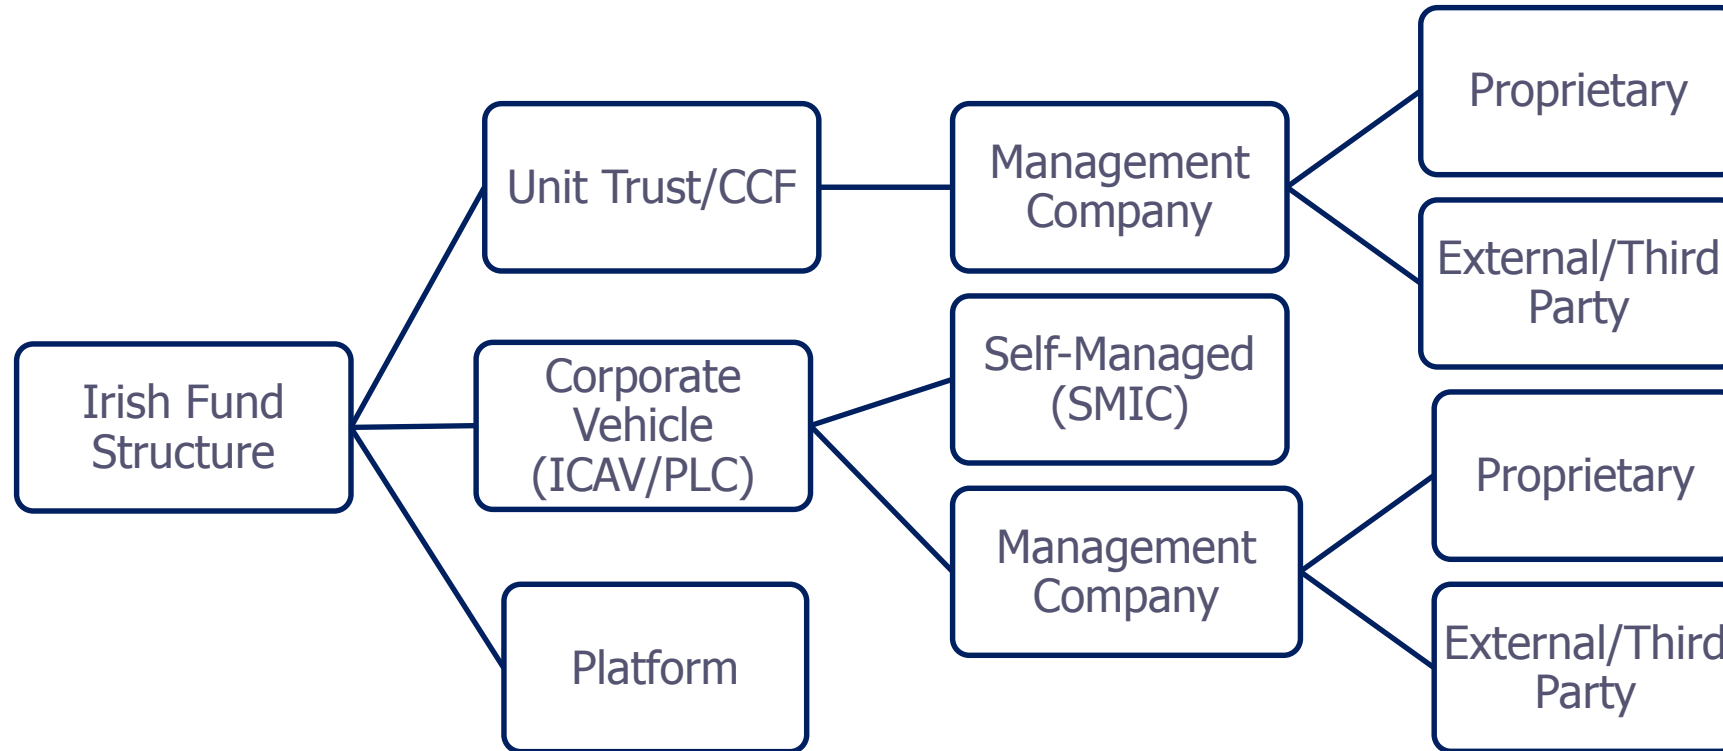 Irish Fund
Structure
Unit Trust/CCF
Management
Company
Proprietary
External/Third
Party
Corporate
Vehicle
(ICAV/PLC)
Self-Managed
(SMIC)
Management
Company
Proprietary
External/Third
Party
Platform